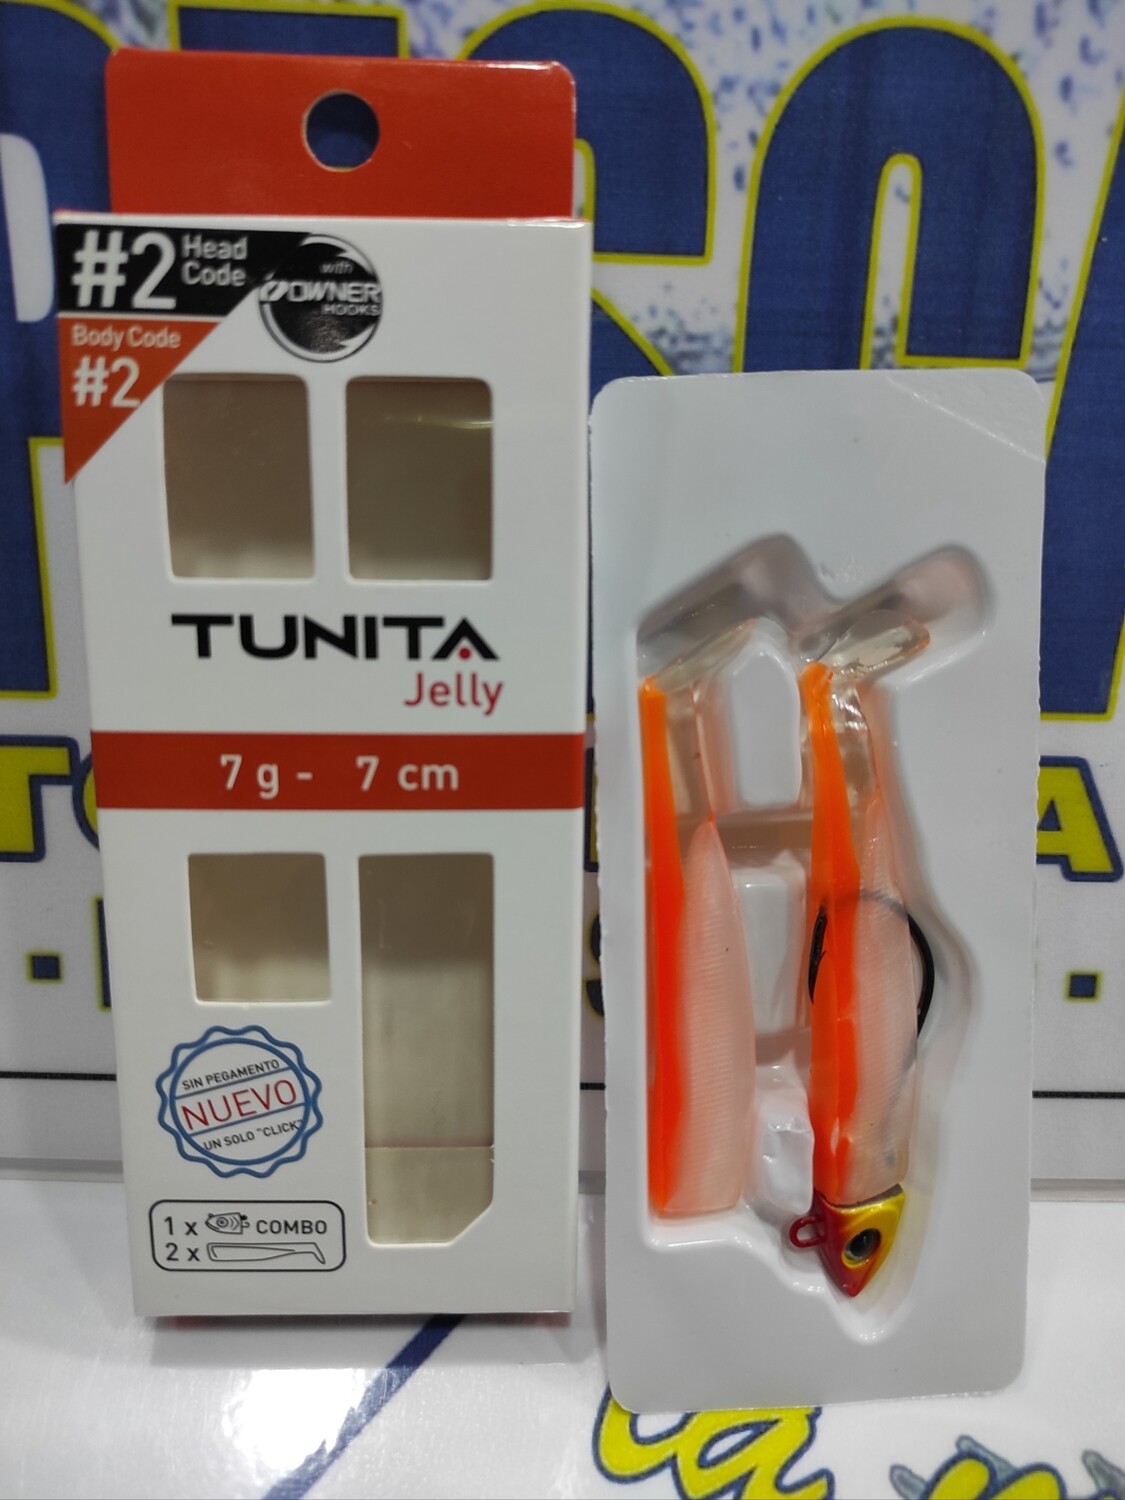 #2
Head
Code
with
OWNER
HOOKS
Body Code
#2
TUNITA
Jelly
7 g - 7 cm
SIN PEGAMENTO
NUEVO
UN SOLO "CLICK"
1 x COMBO
2 x